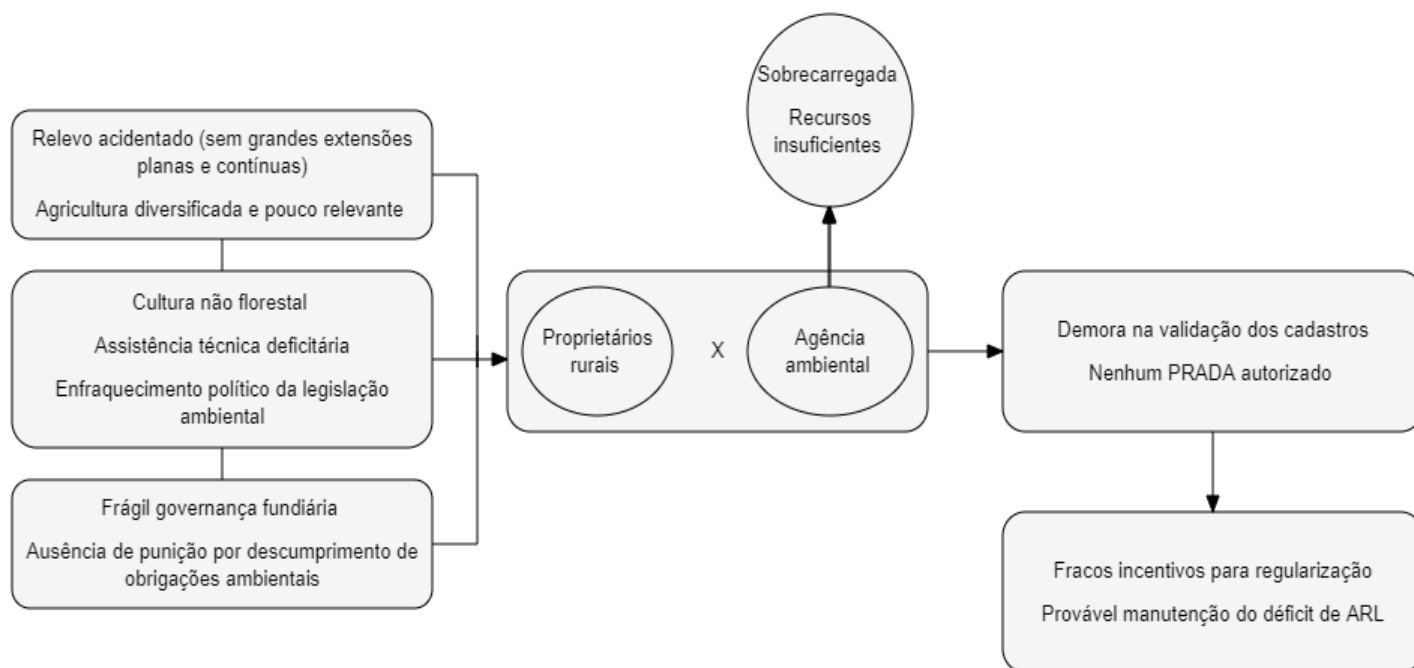 Sobrecarregada
Recursos
insuficientes
Relevo acidentado (sem grandes extensões
planas e contínuas)
Agricultura diversificada e pouco relevante
Cultura não florestal
Assistência técnica deficitária
Enfraquecimento político da legislação
ambiental
Frágil governança fundiária
Ausência de punição por descumprimento de
obrigações ambientais
Proprietários
rurais
X
Agência
ambiental
Demora na validação dos cadastros
Nenhum PRADA autorizado
Fracos incentivos para regularização
Provável manutenção do déficit de ARL